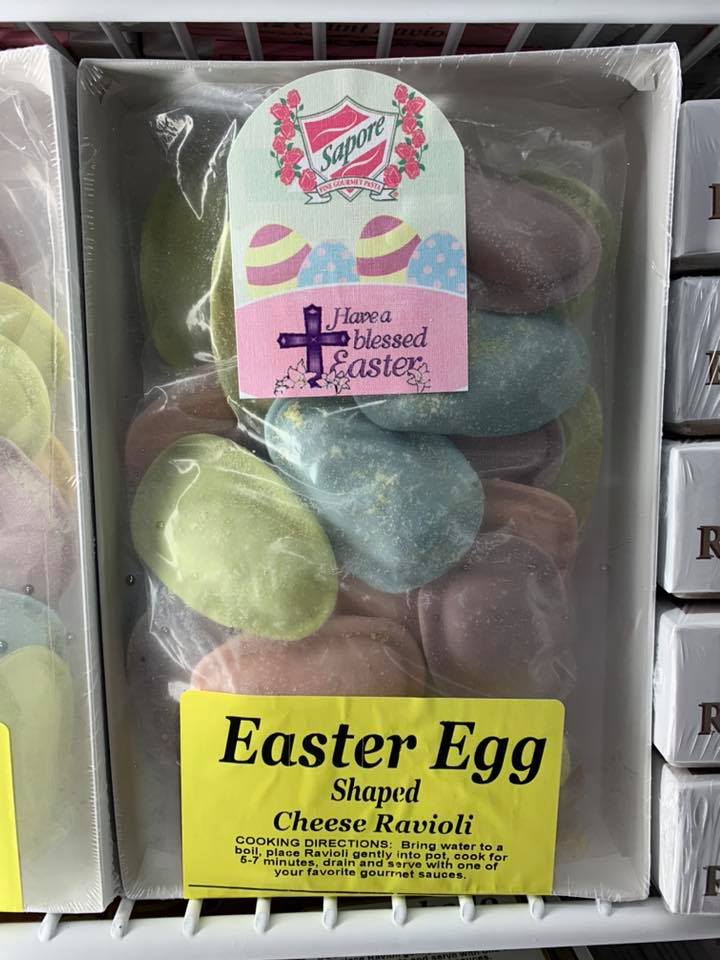 Sapore
FINE GOURMET PASTA
Have a
blessed
Easter
Easter Egg
Shaped
Cheese Ravioli
COOKING DIRECTIONS: Bring water to a
boil, place Ravioli gently into pot, cook for
5-7 minutes, drain and serve with one of
your favorite gourmet sauces.
R
R